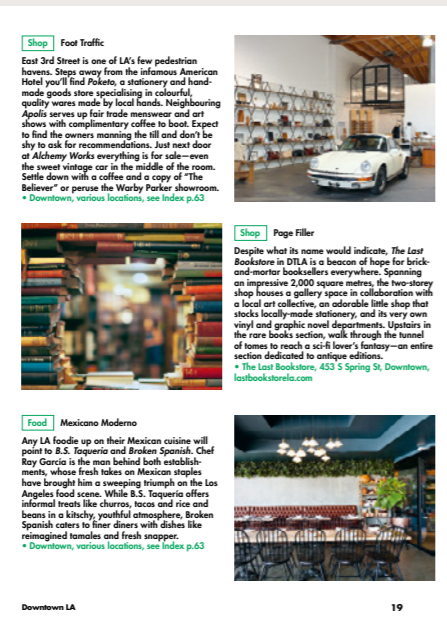 Shop Foot Traffic
East 3rd Street is one of LA's few pedestrian
havens. Steps away from the infamous American
Hotel you'll find Poketo, a stationery and hand-
made goods store specialising in colourful,
quality wares made by local hands. Neighbouring
Apolis serves up fair trade menswear and art
shows with complimentary coffee to boot. Expect
to find the owners manning the till and don't be
shy to ask for recommendations. Just next door
at Alchemy Works everything is for sale—even
the sweet vintage car in the middle of the room.
Settle down with a coffee and a copy of "The
Believer" or peruse the Warby Parker showroom.
• Downtown, various locations, see Index p.63
Shop Page Filler
Despite what its name would indicate, The Last
Bookstore in DTLA is a beacon of hope for brick-
and-mortar booksellers everywhere. Spanning
an impressive 2,000 square metres, the two-storey
shop houses a gallery space in collaboration with
a local art collective, an adorable little shop that
stocks locally-made stationery, and its very own
vinyl and graphic novel departments. Upstairs in
the rare books section, walk through the tunnel
of tomes to reach a sci-fi lover's fantasy—an entire
section dedicated to antique editions.
• The Last Bookstore, 453 S Spring St, Downtown,
lastbookstorela.com
Food Mexicano Moderno
Any LA foodie up on their Mexican cuisine will
point to B.S. Taqueria and Broken Spanish. Chef
Ray Garcia is the man behind both establish-
ments, whose fresh takes on Mexican staples
have brought him a sweeping triumph on the Los
Angeles food scene. While B.S. Taqueria offers
informal treats like churros, tacos and rice and
beans in a kitschy, youthful atmosphere, Broken
Spanish caters to finer diners with dishes like
reimagined tamales and fresh snapper.
• Downtown, various locations, see Index p.63
Downtown LA 19